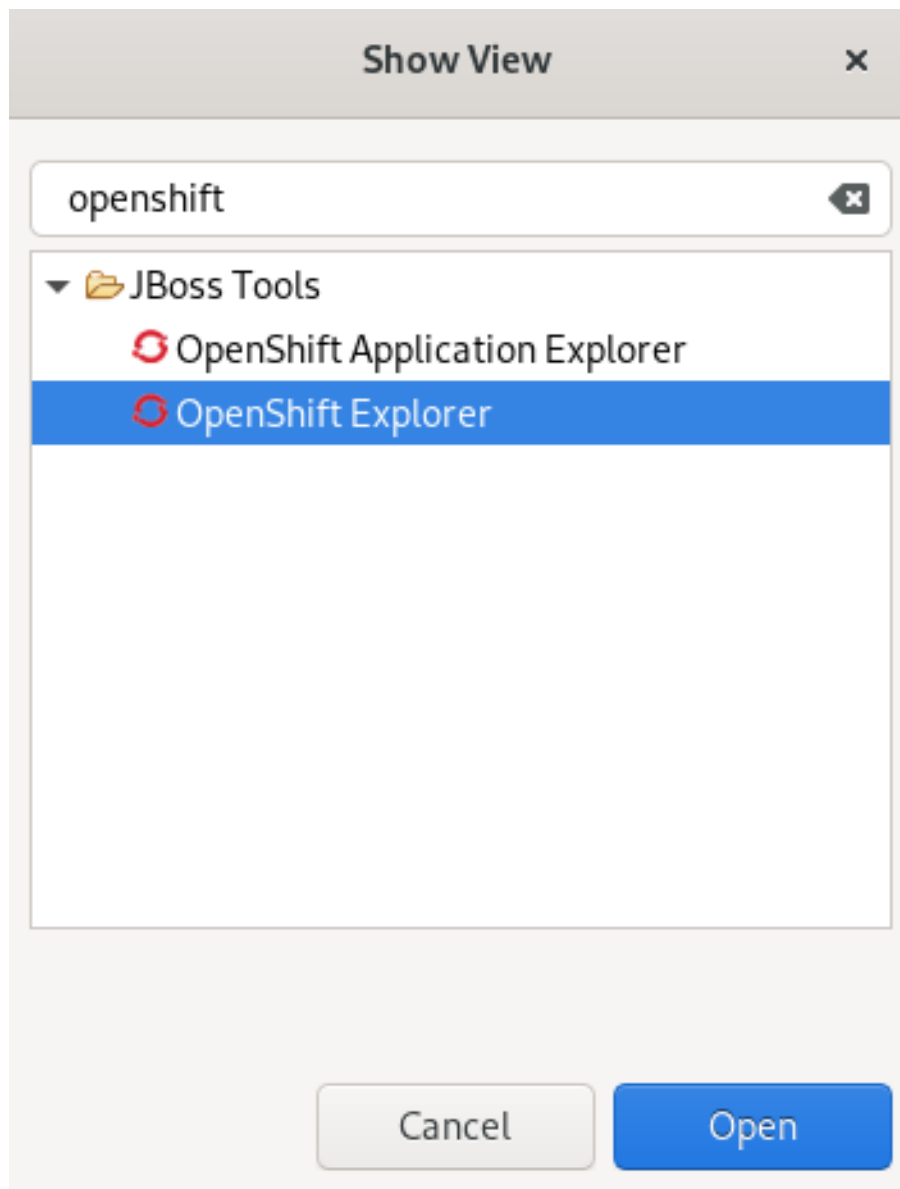 Show View
openshift
JBoss Tools
OpenShift Application Explorer
OpenShift Explorer
Cancel
Open